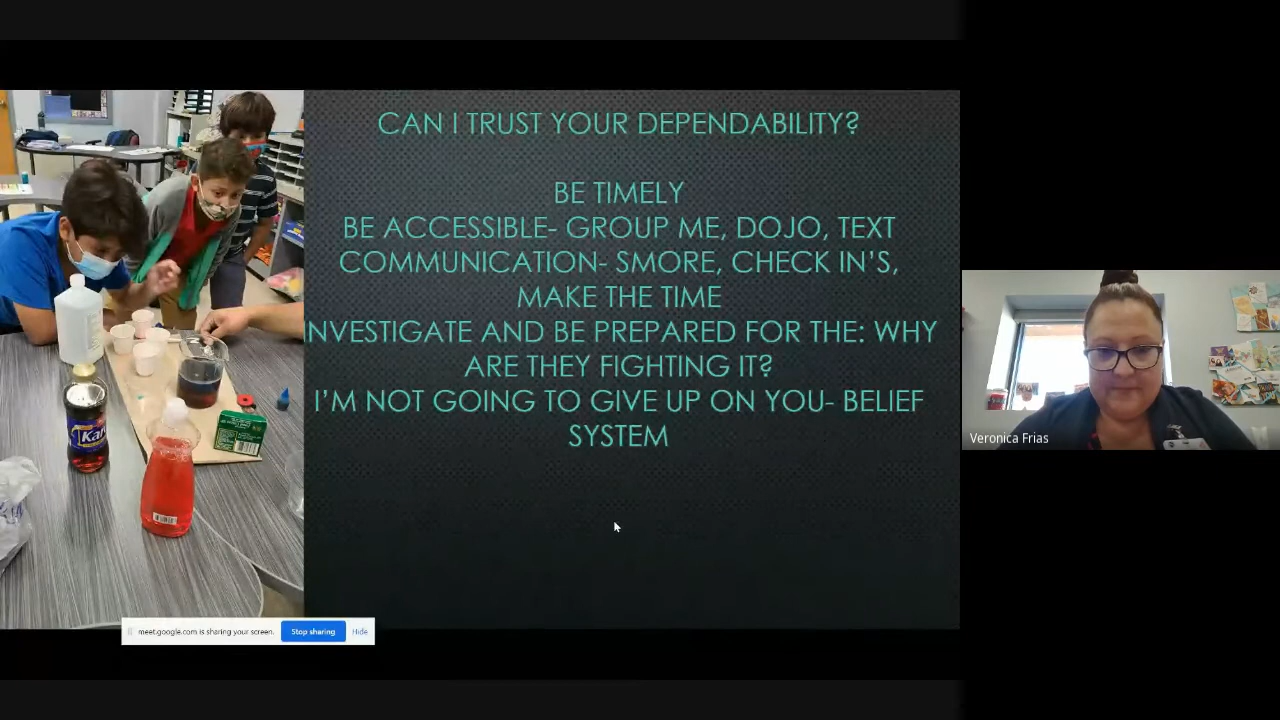 CAN I TRUST YOUR DEPENDABILITY?
BE TIMELY
BE ACCESSIBLE- GROUP ME, DOJO, TEXT
COMMUNICATION- SMORE, CHECK IN'S,
MAKE THE TIME
NVESTIGATE AND BE PREPARED FOR THE: WHY
ARE THEY FIGHTING IT?
I'M NOT GOING TO GIVE UP ON YOU- BELIEF
SYSTEM
Kar
Veronica Frias
meet.google.com is sharing your screen.
Stop sharing
Hide